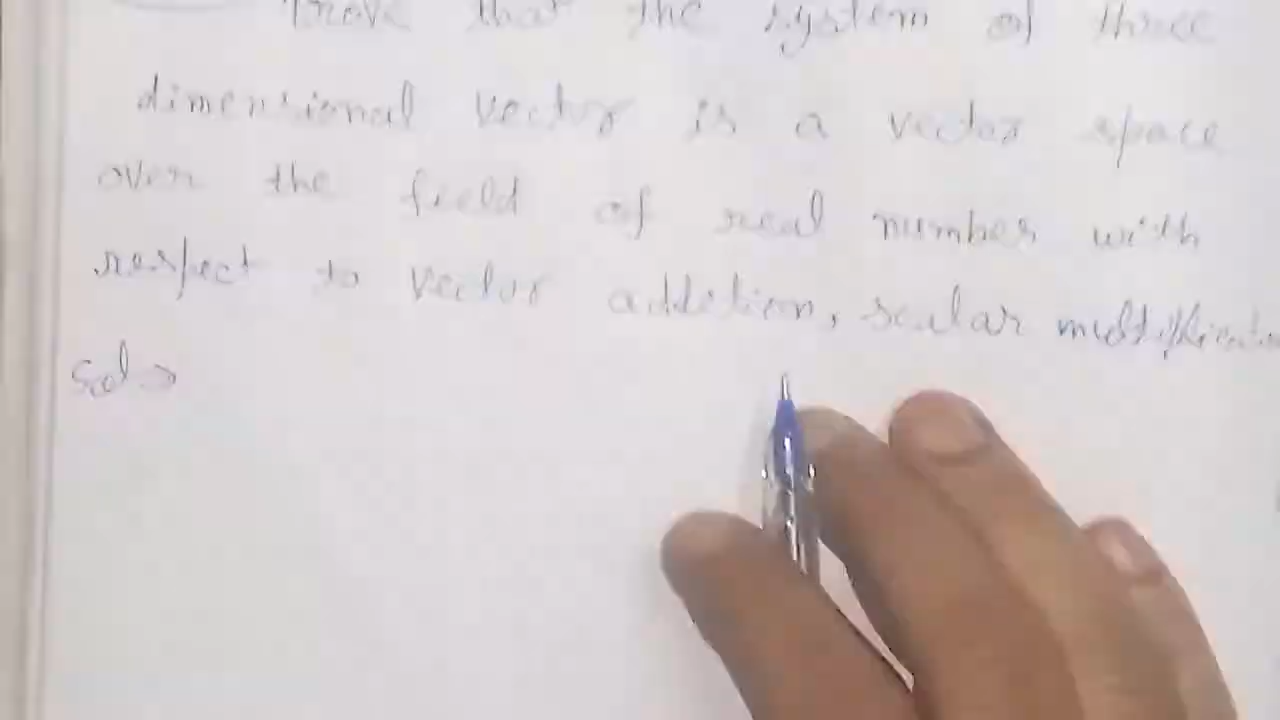 Prove that the system of three
dimensional vector is a vector space
over the field of real number with
respect to vector addition, scalar multiplication
Sol→